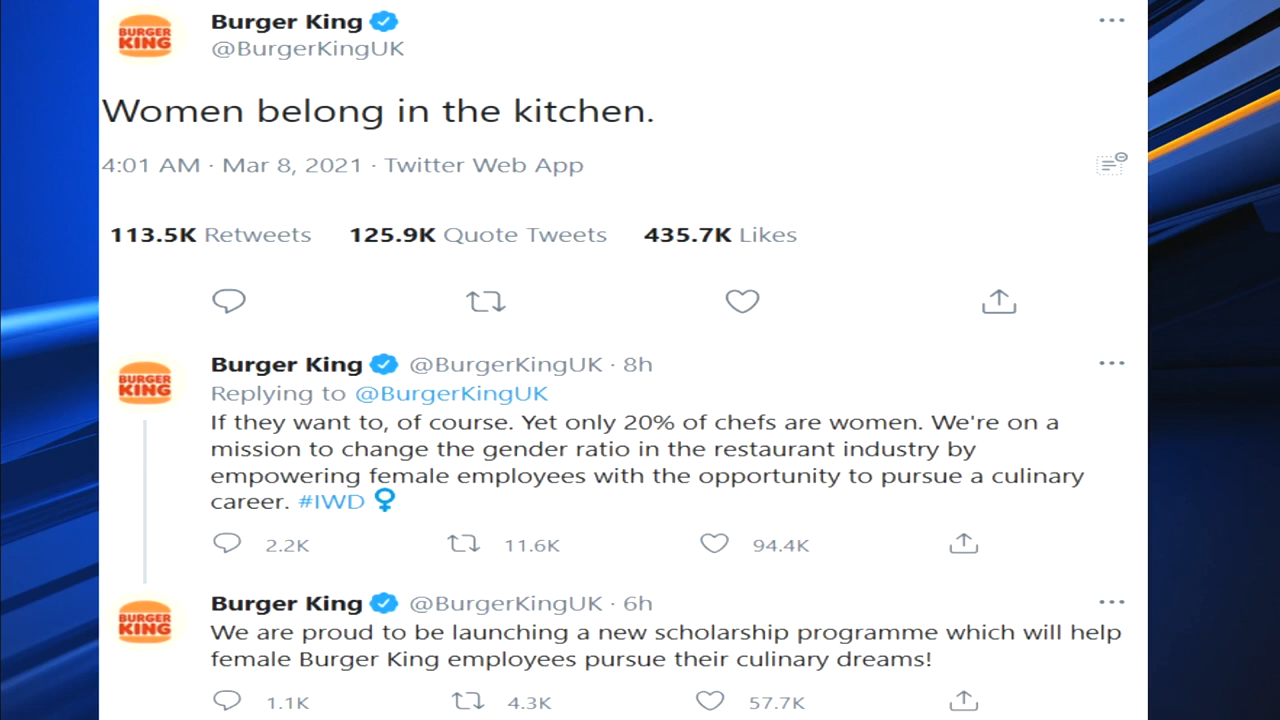 BURGER KING
Burger King
@BurgerKingUK
Women belong in the kitchen.
4:01 AM · Mar 8, 2021 · Twitter Web App
113.5K Retweets 125.9K Quote Tweets 435.7K Likes
BURGER KING
Burger King @BurgerKingUK · 8h
Replying to @BurgerKingUK
If they want to, of course. Yet only 20% of chefs are women. We're on a
mission to change the gender ratio in the restaurant industry by
empowering female employees with the opportunity to pursue a culinary
career. #IWD ♀
2.2K 11.6K 94.4K
BURGER KING
Burger King @BurgerKingUK · 6h
We are proud to be launching a new scholarship programme which will help
female Burger King employees pursue their culinary dreams!
1.1K 4.3K 57.7K